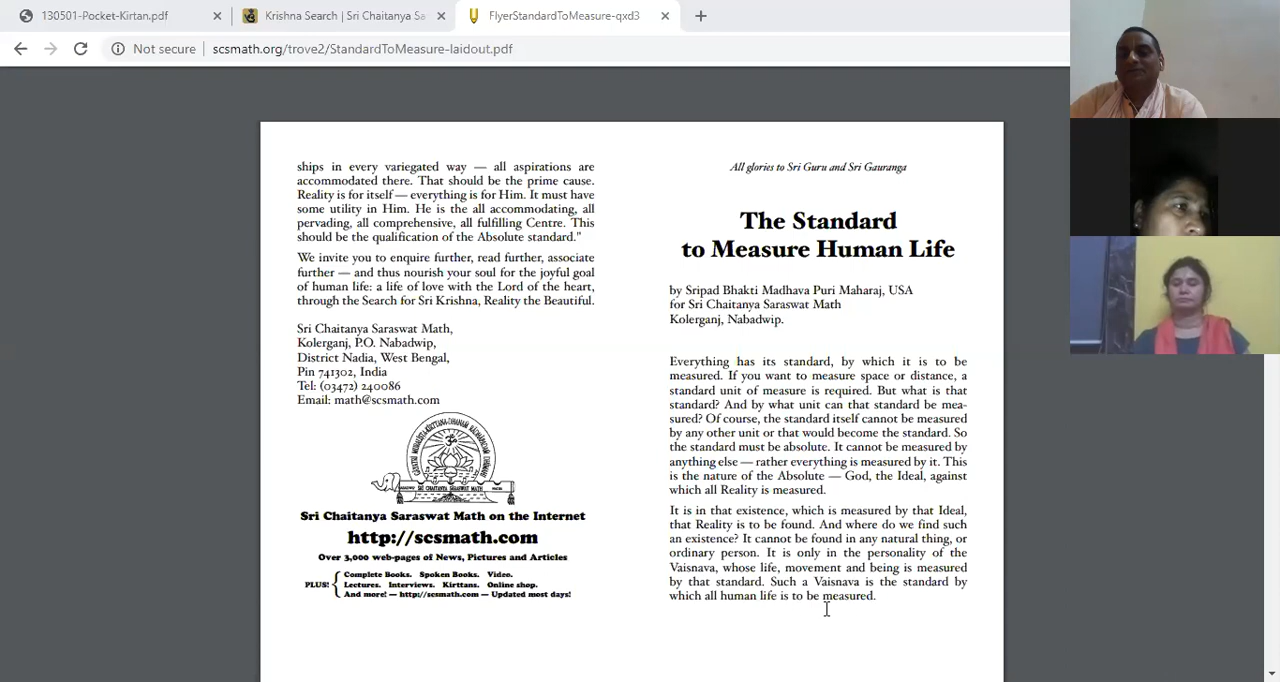 130501-Pocket-Kirtan.pdf
Krishna Search | Sri Chaitanya Sa
FlyerStandardToMeasure-qxd3
Not secure
scsmath.org/trove2/StandardToMeasure-laidout.pdf
ships in every variegated way — all aspirations are
accommodated there. That should be the prime cause.
Reality is for itself — everything is for Him. It must have
some utility in Him. He is the all accommodating, all
pervading, all comprehensive, all fulfilling Centre. This
should be the qualification of the Absolute standard."
We invite you to enquire further, read further, associate
further — and thus nourish your soul for the joyful goal
of human life: a life of love with the Lord of the heart,
through the Search for Sri Krishna, Reality the Beautiful.
Sri Chaitanya Saraswat Math,
Kolerganj, P.O. Nabadwip,
District Nadia, West Bengal,
Pin 741302, India
Tel: (03472) 240086
Email: math@scsmath.com
SRI CHAITANYA SARASWAT MATH
Sri Chaitanya Saraswat Math on the Internet
http://scsmath.com
Over 3,000 web-pages of News, Pictures and Articles
PLUS!
Complete Books. Spoken Books. Video.
Lectures. Interviews. Kirttans. Online shop.
And more! — http://scsmath.com — Updated most days!
All glories to Sri Guru and Sri Gauranga
The Standard
to Measure Human Life
by Sripad Bhakti Madhava Puri Maharaj, USA
for Sri Chaitanya Saraswat Math
Kolerganj, Nabadwip.
Everything has its standard, by which it is to be
measured. If you want to measure space or distance, a
standard unit of measure is required. But what is that
standard? And by what unit can that standard be mea-
sured? Of course, the standard itself cannot be measured
by any other unit or that would become the standard. So
the standard must be absolute. It cannot be measured by
anything else — rather everything is measured by it. This
is the nature of the Absolute — God, the Ideal, against
which all Reality is measured.
It is in that existence, which is measured by that Ideal,
that Reality is to be found. And where do we find such
an existence? It cannot be found in any natural thing, or
ordinary person. It is only in the personality of the
Vaisnava, whose life, movement and being is measured
by that standard. Such a Vaisnava is the standard by
which all human life is to be measured.